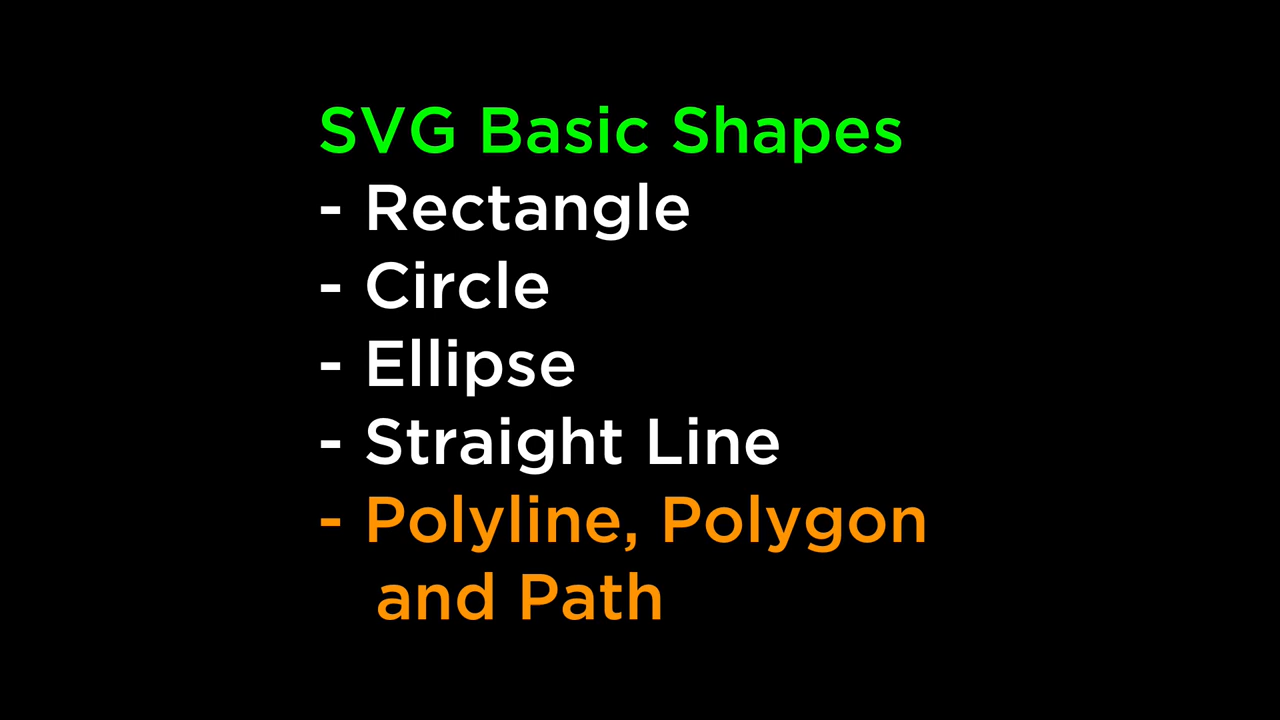 SVG Basic Shapes
- Rectangle
- Circle
- Ellipse
- Straight Line
- Polyline, Polygon
and Path